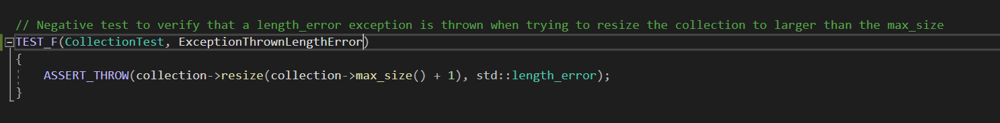 // Negative test to verify that a length_error exception is thrown when trying to resize the collection to larger than the max_size
TEST_F(CollectionTest, ExceptionThrownLengthError)
{
    ASSERT_THROW(collection->resize(collection->max_size() + 1), std::length_error);
}